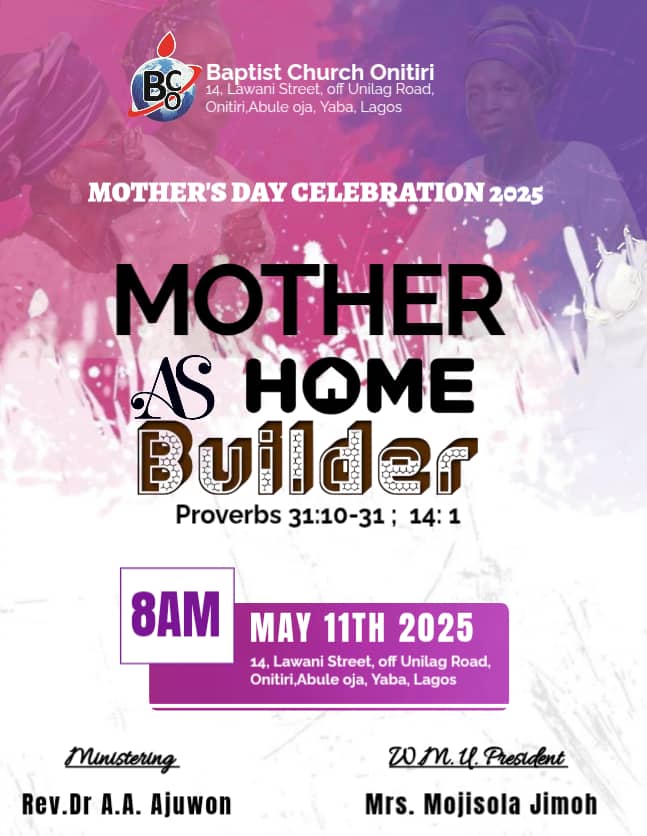 BCO
Baptist Church Onitiri
14, Lawani Street, off Unilag Road,
Onitiri,Abule oja, Yaba, Lagos
MOTHER'S DAY CELEBRATION 2025
MOTHER
AS HOME
Builder
Proverbs 31:10-31 ; 14: 1
8AM
MAY 11TH 2025
14, Lawani Street, off Unilag Road,
Onitiri,Abule oja, Yaba, Lagos
Ministering
W.M.U. President
Rev.Dr A.A. Ajuwon
Mrs. Mojisola Jimoh